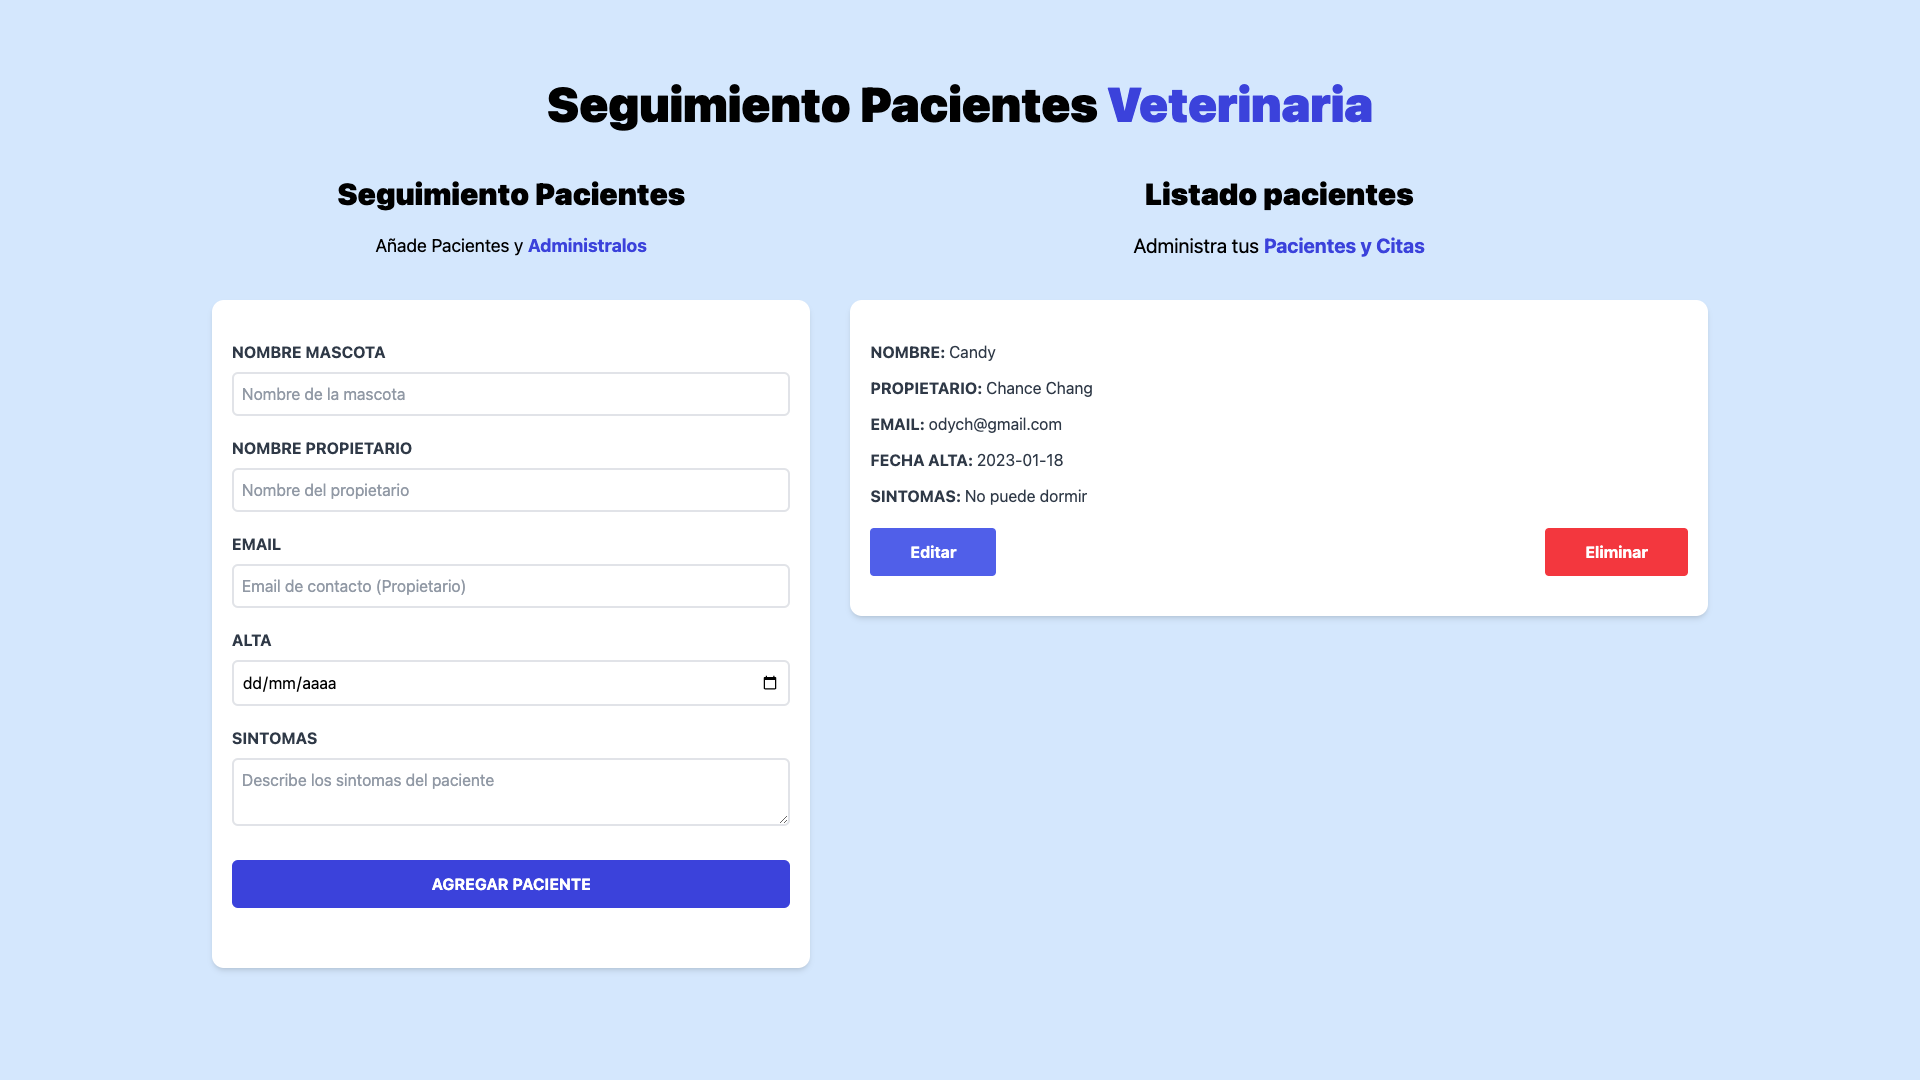 Seguimiento Pacientes Veterinaria
Seguimiento Pacientes
Añade Pacientes y Administralos
NOMBRE MASCOTA
Nombre de la mascota
NOMBRE PROPIETARIO
Nombre del propietario
EMAIL
Email de contacto (Propietario)
ALTA
dd/mm/aaaa
SINTOMAS
Describe los sintomas del paciente
AGREGAR PACIENTE
Listado pacientes
Administra tus Pacientes y Citas
NOMBRE: Candy
PROPIETARIO: Chance Chang
EMAIL: odych@gmail.com
FECHA ALTA: 2023-01-18
SINTOMAS: No puede dormir
Editar
Eliminar